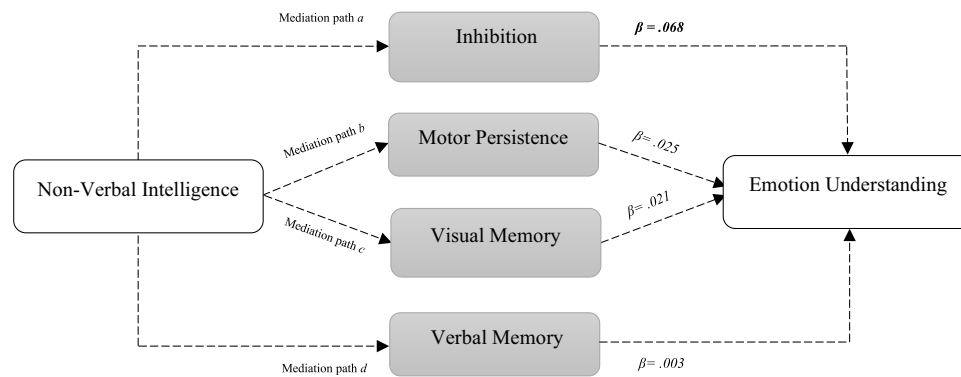 Mediation path a
Inhibition
β = .068
Mediation path b
Motor Persistence
β= .025
Non-Verbal Intelligence
Emotion Understanding
Mediation path c
Visual Memory
β= .021
Verbal Memory
Mediation path d
β= .003